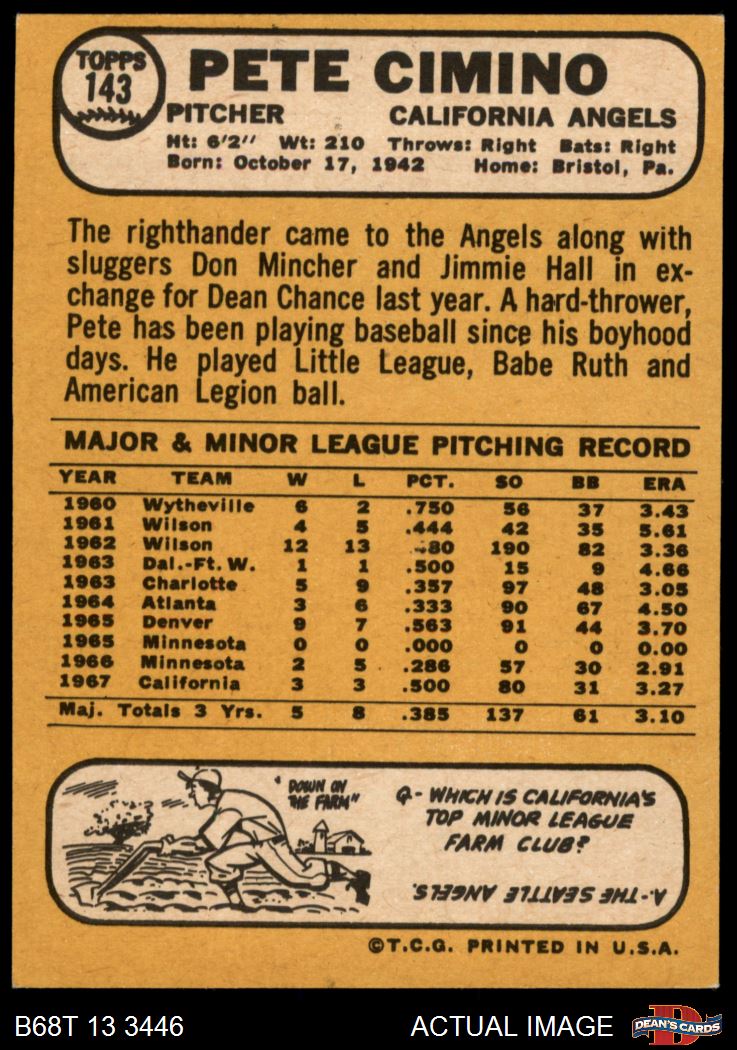 TOPPS
143
PETE CIMINO
PITCHER CALIFORNIA ANGELS
Ht: 6'2" Wt: 210 Throws: Right Bats: Right
Born: October 17, 1942 Home: Bristol, Pa.
The righthander came to the Angels along with
sluggers Don Mincher and Jimmie Hall in ex-
change for Dean Chance last year. A hard-thrower,
Pete has been playing baseball since his boyhood
days. He played Little League, Babe Ruth and
American Legion ball.
MAJOR & MINOR LEAGUE PITCHING RECORD
YEAR TEAM W L PCT. SO BB ERA
1960 Wytheville 6 2 .750 56 37 3.43
1961 Wilson 4 5 .444 42 35 5.61
1962 Wilson 12 13 .480 190 82 3.36
1963 Dal.-Ft. W. 1 1 .500 15 9 4.66
1963 Charlotte 5 9 .357 97 48 3.05
1964 Atlanta 3 6 .333 90 67 4.50
1965 Denver 9 7 .563 91 44 3.70
1965 Minnesota 0 0 .000 0 0 0.00
1966 Minnesota 2 5 .286 57 30 2.91
1967 California 3 3 .500 80 31 3.27
Maj. Totals 3 Yrs. 5 8 .385 137 61 3.10
"DOWN ON
THE FARM"
Q- WHICH IS CALIFORNIA'S
TOP MINOR LEAGUE
FARM CLUB?
A- THE SEATTLE ANGELS.
©T.C.G. PRINTED IN U.S.A.
B68T 13 3446 ACTUAL IMAGE DEAN'S CARDS